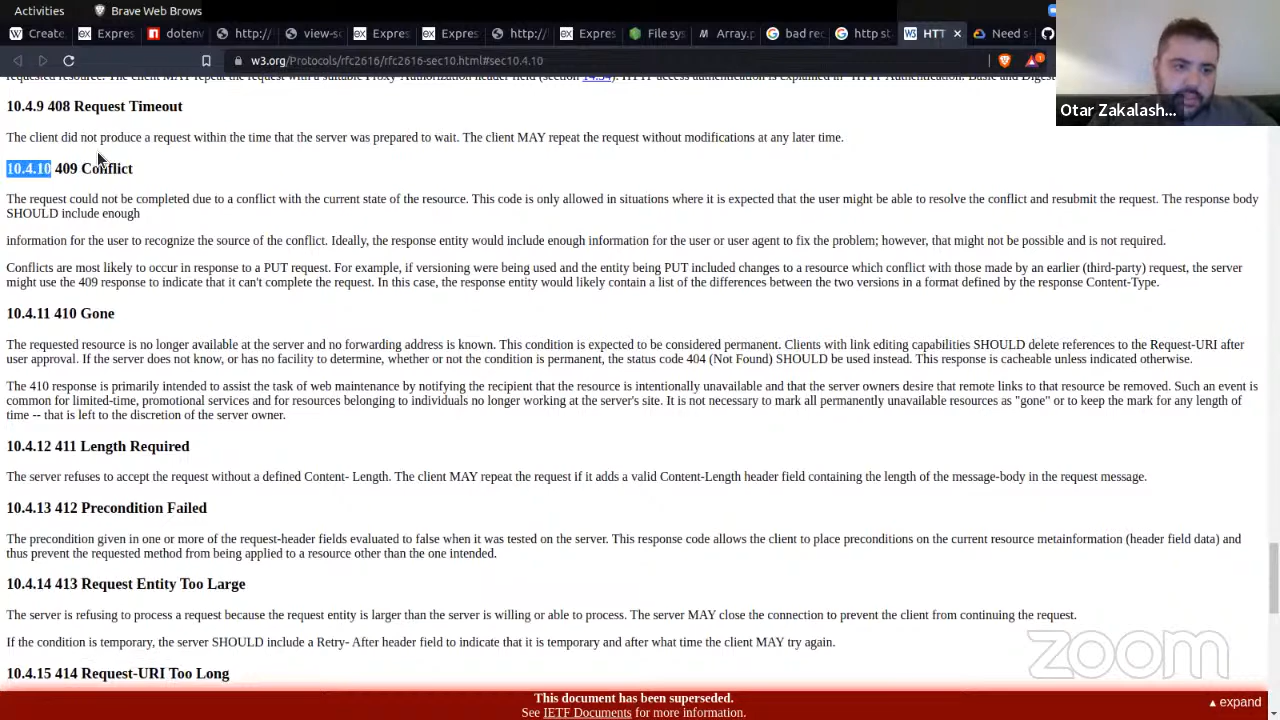 Activities
Brave Web Browser
Create.
Expres
dotenv
Expres
http:/
view-s
Expres
Expres
http:/
Expres
File sys
Array.p
bad rec
http st
HTT
Need s
w3.org/Protocols/rfc2616/rfc2616-sec10.html#sec10.4.10
1
Otar Zakalash...
10.4.9 408 Request Timeout
The client did not produce a request within the time that the server was prepared to wait. The client MAY repeat the request without modifications at any later time.
10.4.10 409 Conflict
The request could not be completed due to a conflict with the current state of the resource. This code is only allowed in situations where it is expected that the user might be able to resolve the conflict and resubmit the request. The response body
SHOULD include enough
information for the user to recognize the source of the conflict. Ideally, the response entity would include enough information for the user or user agent to fix the problem; however, that might not be possible and is not required.
Conflicts are most likely to occur in response to a PUT request. For example, if versioning were being used and the entity being PUT included changes to a resource which conflict with those made by an earlier (third-party) request, the server
might use the 409 response to indicate that it can't complete the request. In this case, the response entity would likely contain a list of the differences between the two versions in a format defined by the response Content-Type.
10.4.11 410 Gone
The requested resource is no longer available at the server and no forwarding address is known. This condition is expected to be considered permanent. Clients with link editing capabilities SHOULD delete references to the Request-URI after
user approval. If the server does not know, or has no facility to determine, whether or not the condition is permanent, the status code 404 (Not Found) SHOULD be used instead. This response is cacheable unless indicated otherwise.
The 410 response is primarily intended to assist the task of web maintenance by notifying the recipient that the resource is intentionally unavailable and that the server owners desire that remote links to that resource be removed. Such an event is
common for limited-time, promotional services and for resources belonging to individuals no longer working at the server's site. It is not necessary to mark all permanently unavailable resources as "gone" or to keep the mark for any length of
time -- that is left to the discretion of the server owner.
10.4.12 411 Length Required
The server refuses to accept the request without a defined Content- Length. The client MAY repeat the request if it adds a valid Content-Length header field containing the length of the message-body in the request message.
10.4.13 412 Precondition Failed
The precondition given in one or more of the request-header fields evaluated to false when it was tested on the server. This response code allows the client to place preconditions on the current resource metainformation (header field data) and
thus prevent the requested method from being applied to a resource other than the one intended.
10.4.14 413 Request Entity Too Large
The server is refusing to process a request because the request entity is larger than the server is willing or able to process. The server MAY close the connection to prevent the client from continuing the request.
If the condition is temporary, the server SHOULD include a Retry- After header field to indicate that it is temporary and after what time the client MAY try again.
zoom
10.4.15 414 Request-URI Too Long
This document has been superseded.
See IETF Documents for more information.
▲ expand